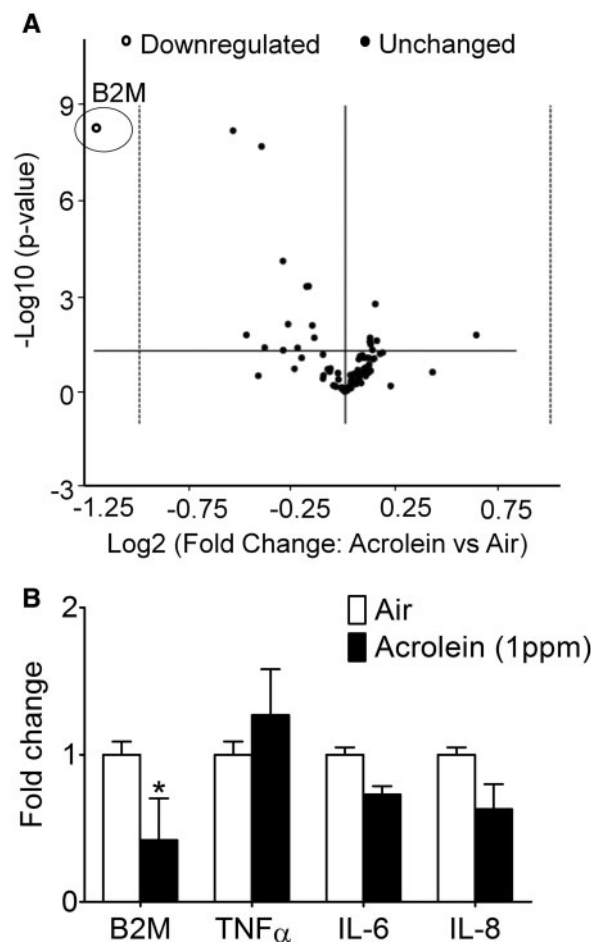 A
Downregulated Unchanged
B2M
9
6
3
0
-3
-Log10 (p-value)
-1.25 -0.75 -0.25 0.25 0.75
Log2 (Fold Change: Acrolein vs Air)
B
Air
Acrolein (1ppm)
2
1
0
Fold change
*
B2M TNFα IL-6 IL-8